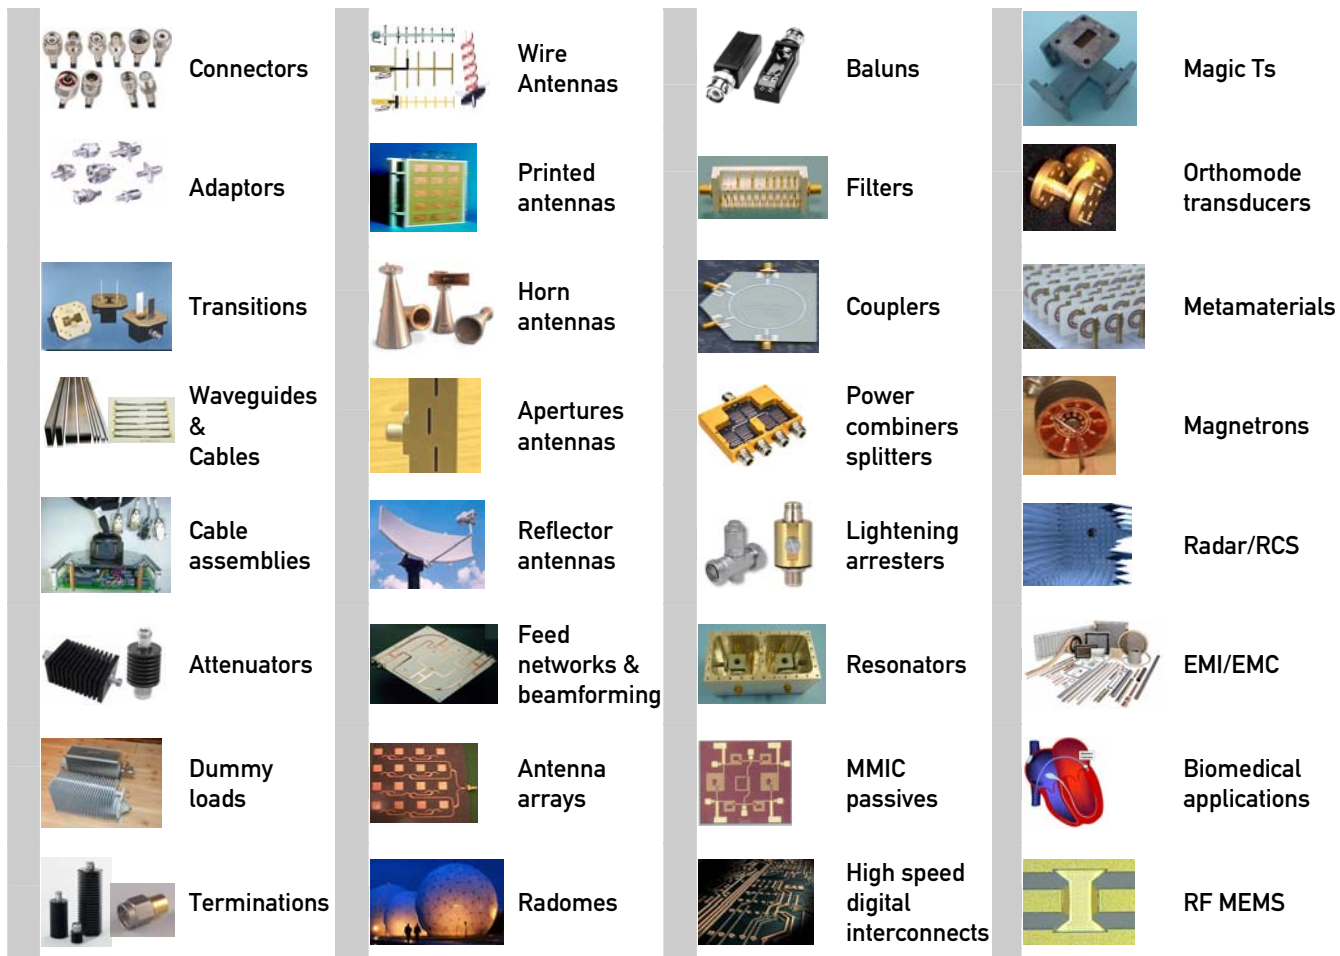 Connectors
Wire
Antennas
Baluns
Magic Ts
Adaptors
Printed
antennas
Filters
Orthomode
transducers
Transitions
Horn
antennas
Couplers
Metamaterials
Waveguides
&
Cables
Apertures
antennas
Power
combiners
splitters
Magnetrons
Cable
assemblies
Reflector
antennas
Lightening
arresters
Radar/RCS
Attenuators
Feed
networks &
beamforming
Resonators
EMI/EMC
Dummy
loads
Antenna
arrays
MMIC
passives
Biomedical
applications
Terminations
Radomes
High speed
digital
interconnects
RF MEMS